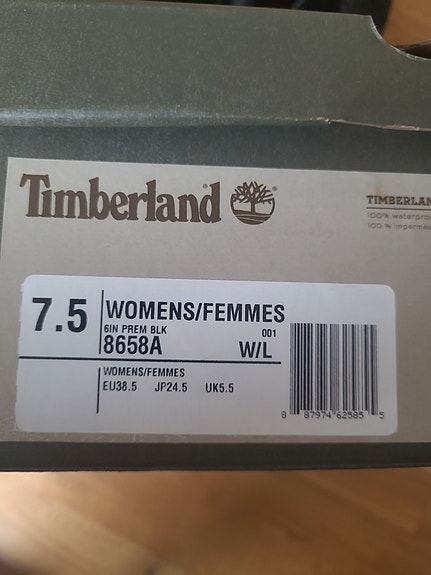 Timberland
TIMBERLAN
100% waterproo
100 % imperméa
7.5
WOMENS/FEMMES
6IN PREM BLK
001
8658A
W/L
WOMENS/FEMMES
EU38.5 JP24.5 UK5.5
8 87974 62585 5